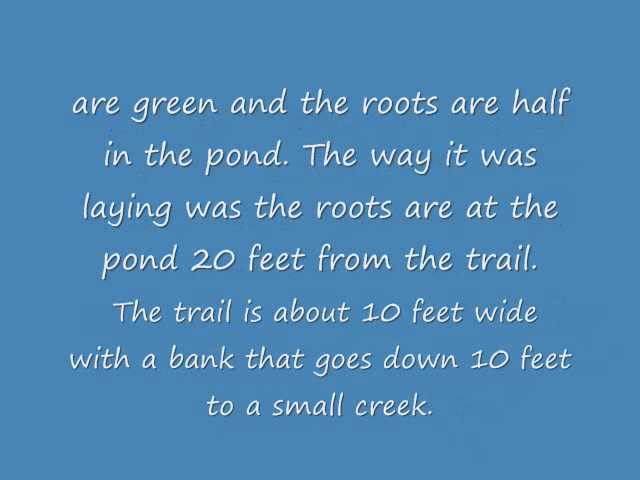 are green and the roots are half
in the pond. The way it was
laying was the roots are at the
pond 20 feet from the trail.
The trail is about 10 feet wide
with a bank that goes down 10 feet
to a small creek.